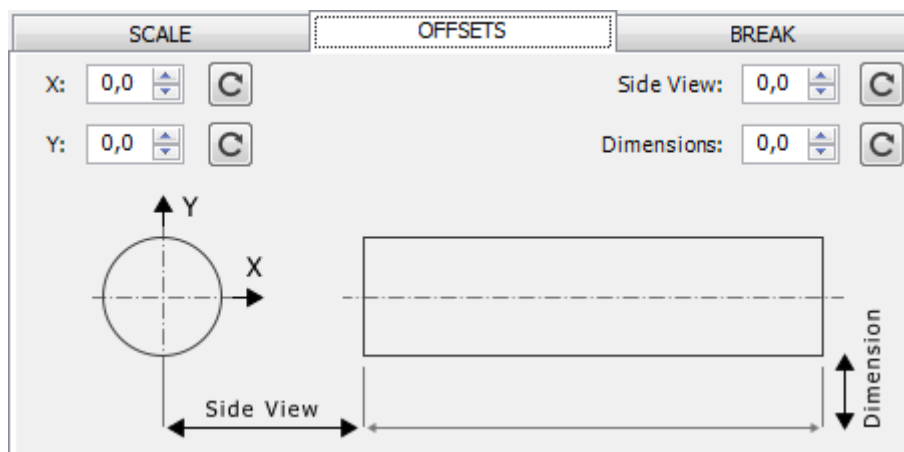 SCALE OFFSETS BREAK
X: 0,0 Side View: 0,0
Y: 0,0 Dimensions: 0,0
Y
X
Dimension
Side View